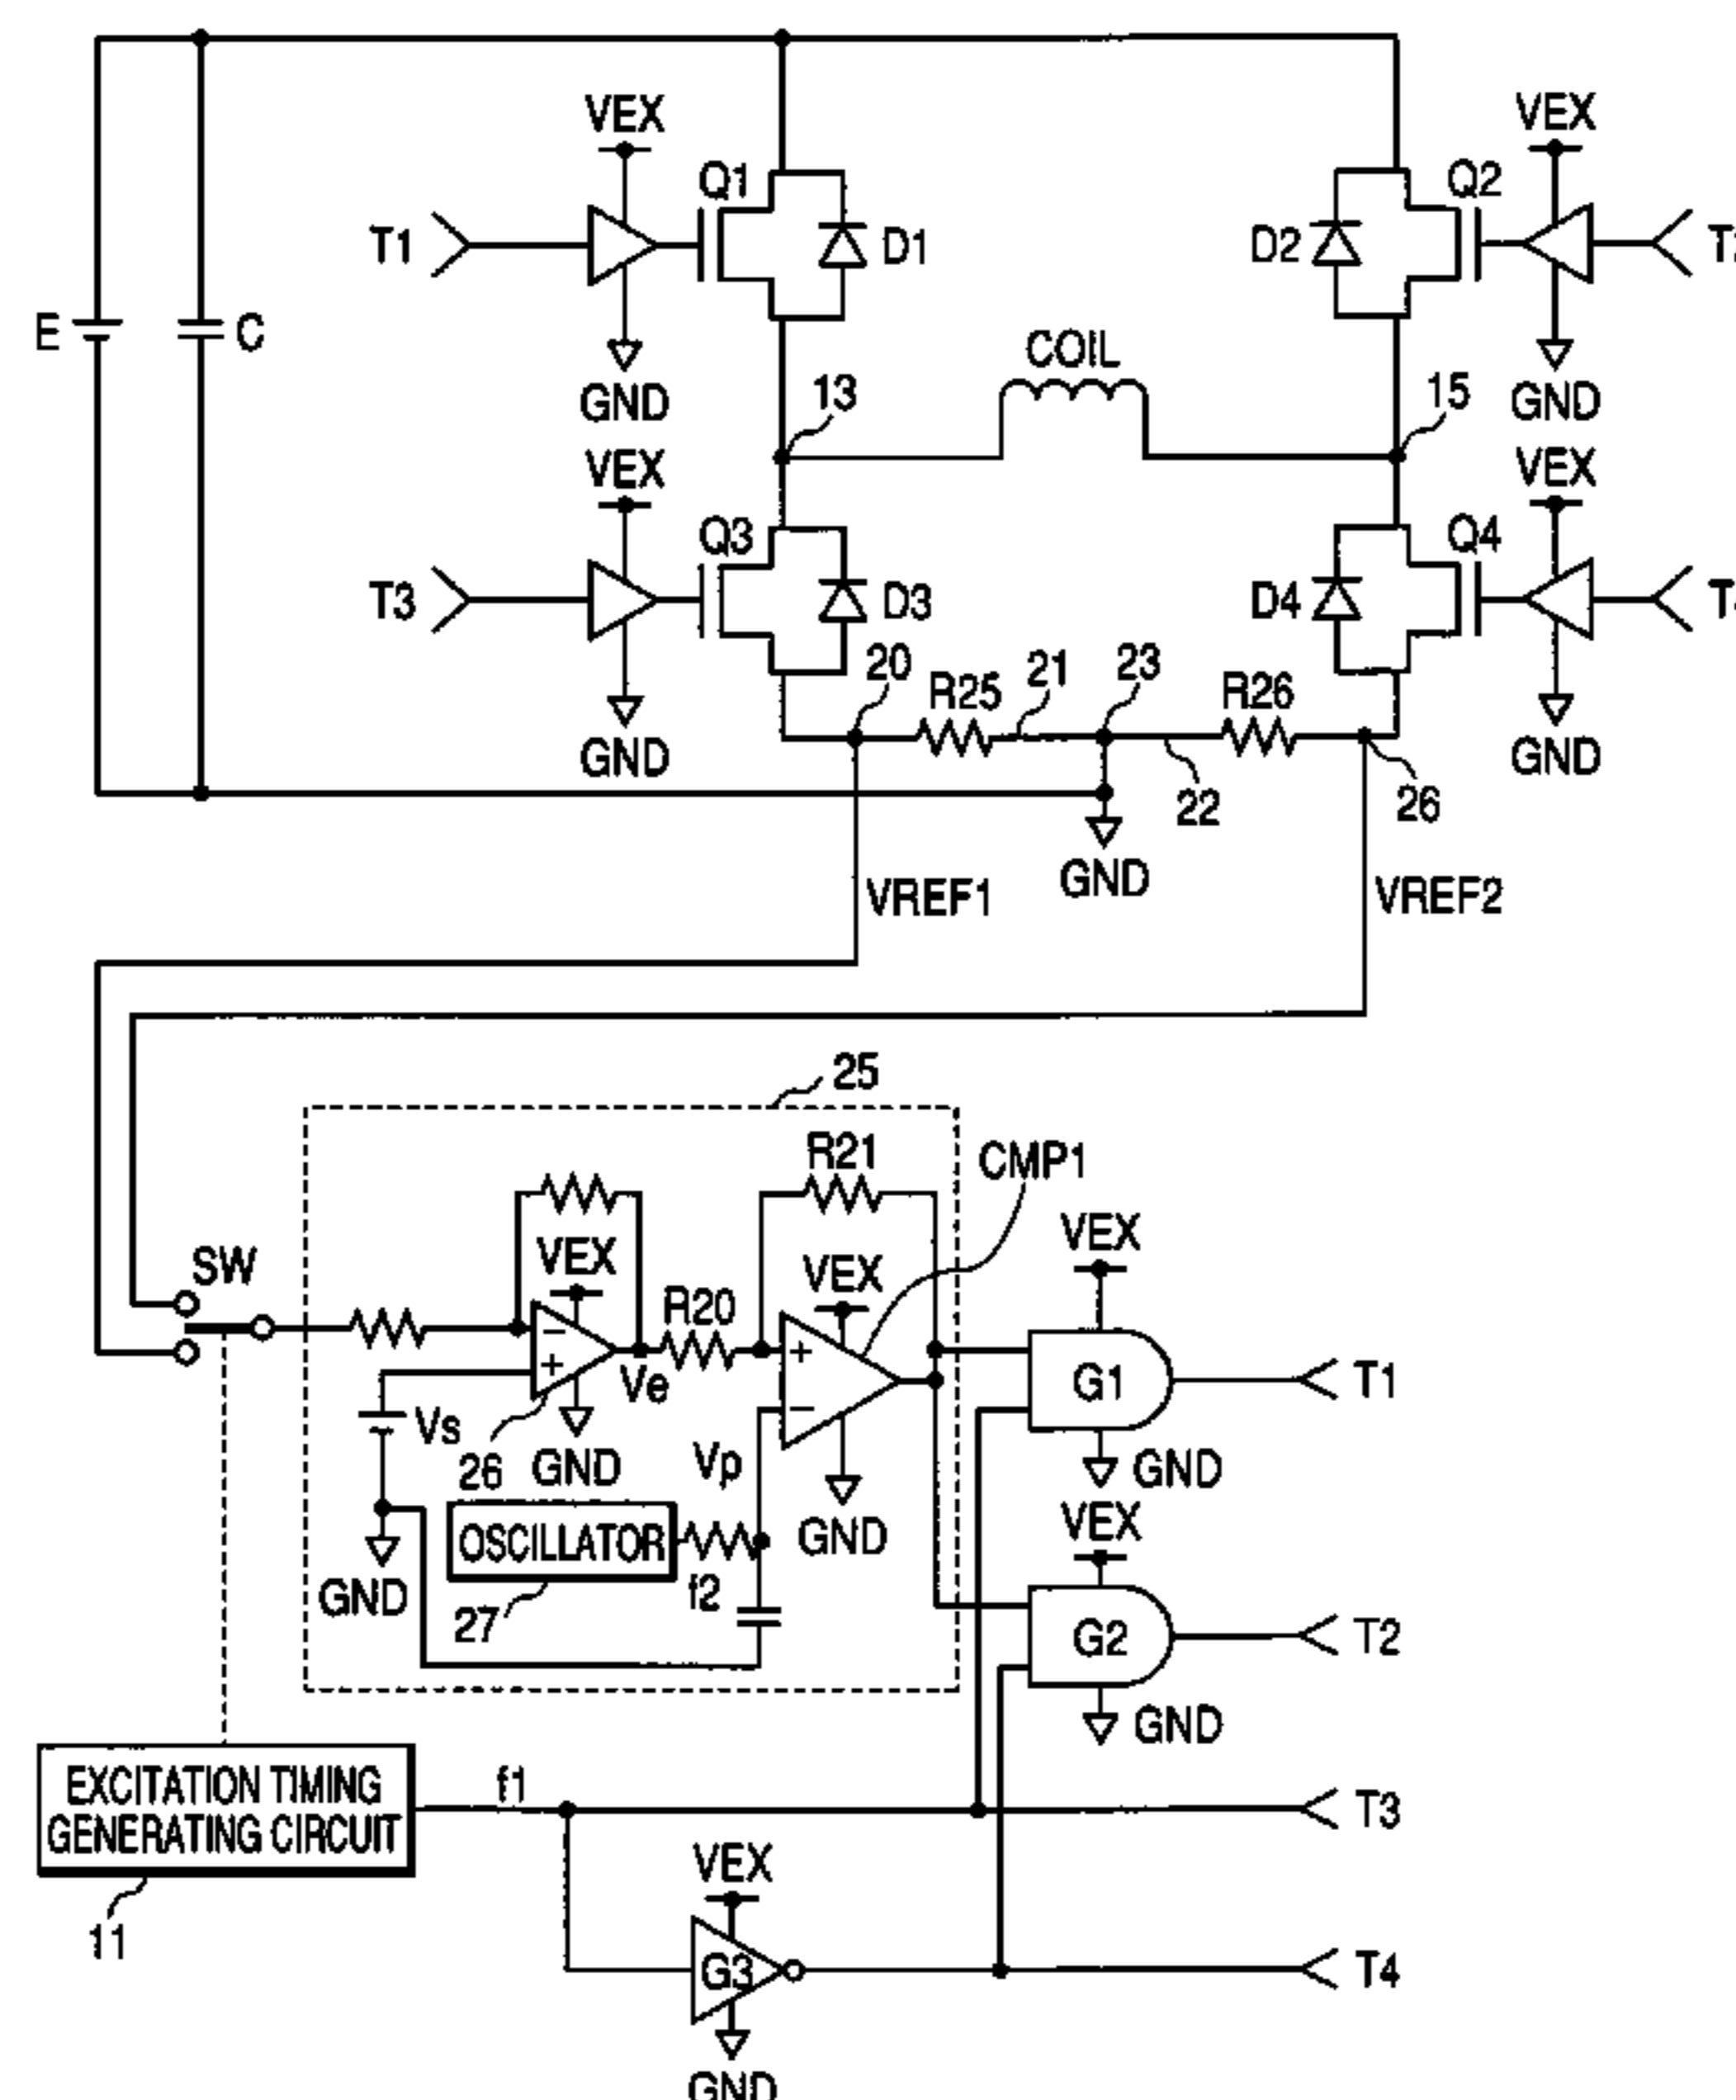 VEX
VEX
Q1
Q2
T1
D1
D2
E
C
COIL
GND
13
15
GND
VEX
VEX
Q3
Q4
T3
D3
D4
20
R25
21
23
R26
GND
22
26
GND
GND
VREF1
VREF2
25
R21
CMP1
SW
VEX
R20
VEX
VEX
−
+
Ve
+
−
G1
T1
Vs
26
GND
Vp
GND
OSCILLATOR
GND
VEX
GND
27
f2
G2
T2
GND
EXCITATION TIMING
GENERATING CIRCUIT
f1
T3
11
VEX
G3
T4
GND